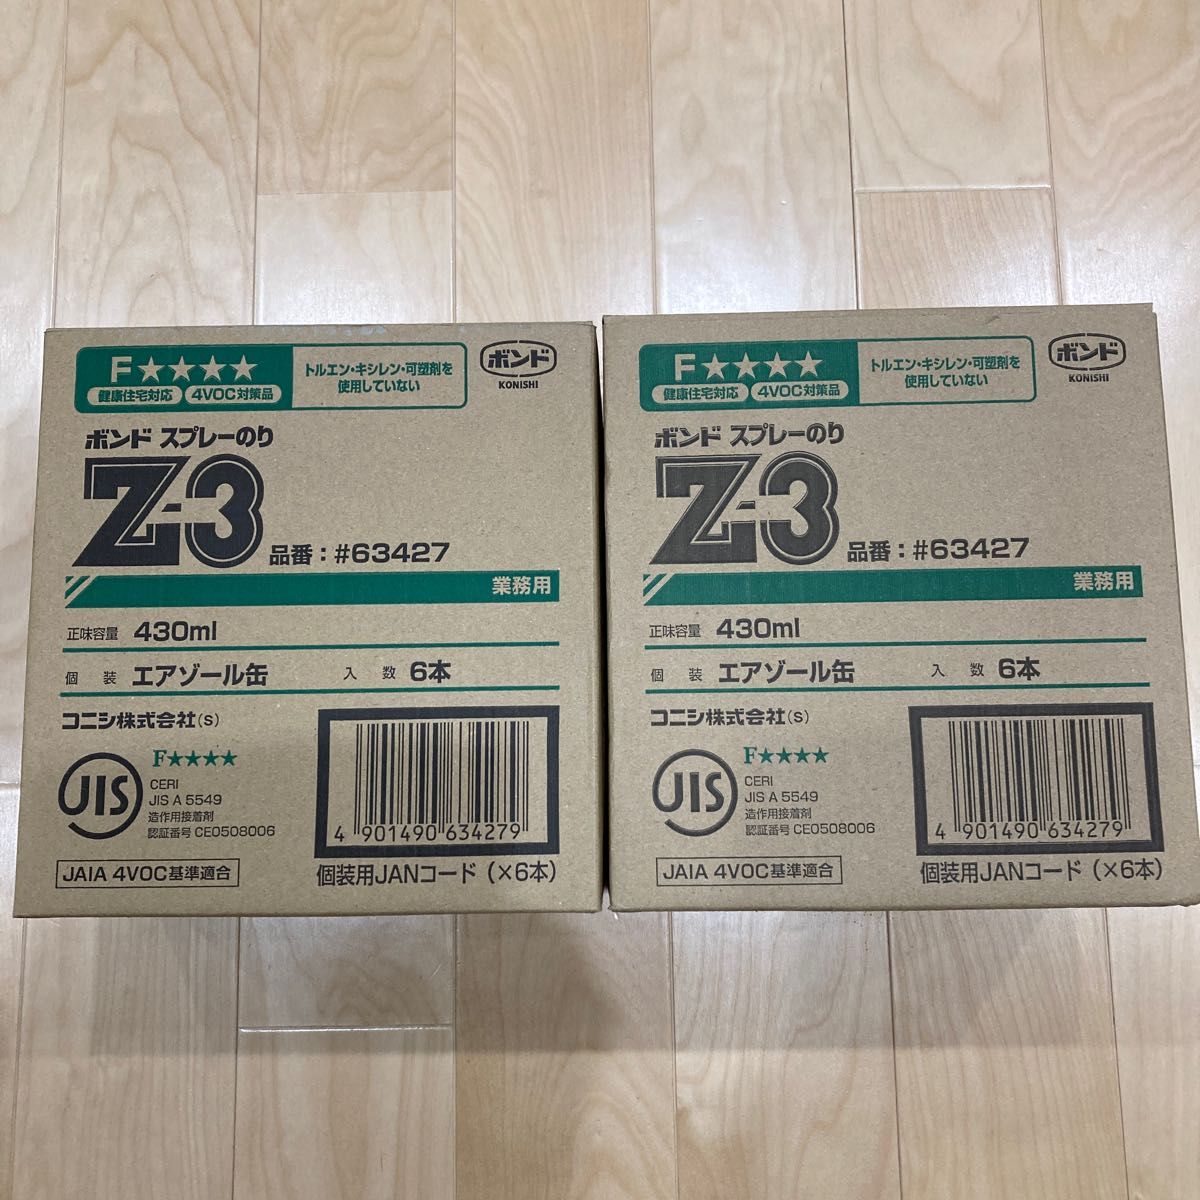 F★★★★
健康住宅対応 4VOC対策品
トルエン・キシレン・可塑剤を
使用していない
ボンド
KONISHI
ボンド スプレーのり
Z-3
品番：#63427
業務用
正味容量 430ml
個装 エアゾール缶 入数 6本
コニシ株式会社(S)
JIS
F★★★★
CERI
JIS A 5549
造作用接着剤
認証番号 CE0508006
JAIA 4VOC基準適合
4 901490 634279
個装用JANコード (×6本)
F★★★★
健康住宅対応 4VOC対策品
トルエン・キシレン・可塑剤を
使用していない
ボンド
KONISHI
ボンド スプレーのり
Z-3
品番：#63427
業務用
正味容量 430ml
個装 エアゾール缶 入数 6本
コニシ株式会社(S)
JIS
F★★★★
CERI
JIS A 5549
造作用接着剤
認証番号 CE0508006
JAIA 4VOC基準適合
4 901490 634279
個装用JANコード (×6本)